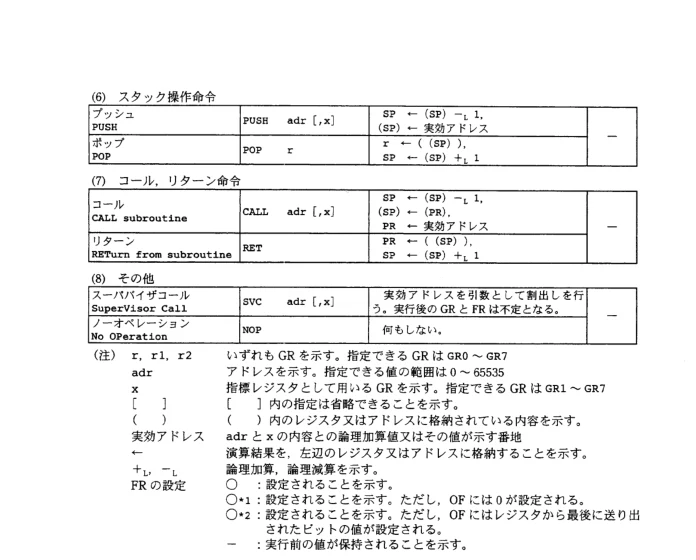 (6) スタック操作命令
プッシュ
PUSH
PUSH adr [,x]
SP ← (SP) −L 1,
(SP) ← 実効アドレス
－
ポップ
POP
POP r
r ← ( (SP) ),
SP ← (SP) +L 1
(7) コール，リターン命令
コール
CALL subroutine
CALL adr [,x]
SP ← (SP) −L 1,
(SP) ← (PR),
PR ← 実効アドレス
－
リターン
RETurn from subroutine
RET
PR ← ( (SP) ),
SP ← (SP) +L 1
(8) その他
スーパバイザコール
SuperVisor Call
SVC adr [,x]
実効アドレスを引数として割出しを行
う。実行後の GR と FR は不定となる。
－
ノーオペレーション
No OPeration
NOP
何もしない。
（注） r, r1, r2 いずれも GR を示す。指定できる GR は GR0 ～ GR7
adr アドレスを示す。指定できる値の範囲は 0 ～ 65535
x 指標レジスタとして用いる GR を示す。指定できる GR は GR1 ～ GR7
[ ] [ ] 内の指定は省略できることを示す。
( ) ( ) 内のレジスタ又はアドレスに格納されている内容を示す。
実効アドレス adr と x の内容との論理加算値又はその値が示す番地
← 演算結果を，左辺のレジスタ又はアドレスに格納することを示す。
+L, −L 論理加算，論理減算を示す。
FR の設定 ○ ：設定されることを示す。
○*1：設定されることを示す。ただし，OF には 0 が設定される。
○*2：設定されることを示す。ただし，OF にはレジスタから最後に送り出
されたビットの値が設定される。
－ ：実行前の値が保持されることを示す。